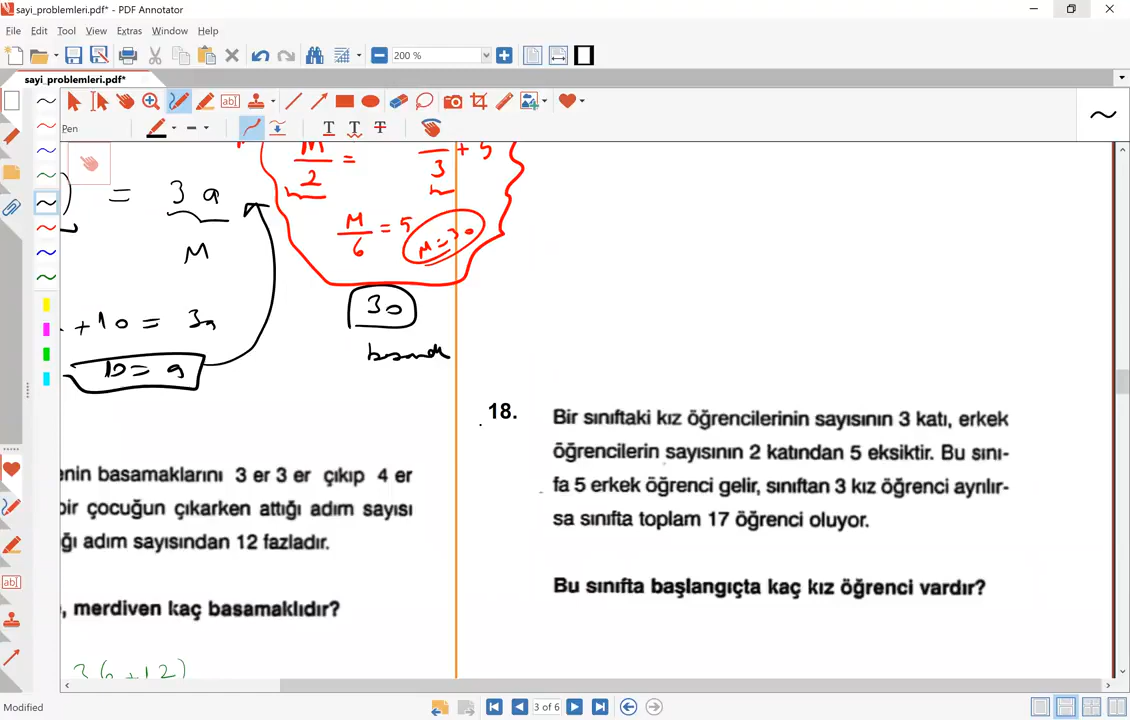 sayi_problemleri.pdf* - PDF Annotator
File Edit Tool View Extras Window Help
200 %
sayi_problemleri.pdf*
Pen
= 3 a
M
+10 = 3a
10 = a
M/2 = /3 + 5
M/6 = 5 M=30
30
basamak
enin basamaklarını 3 er 3 er çıkıp 4 er
bir çocuğun çıkarken attığı adım sayısı
ğı adım sayısından 12 fazladır.
, merdiven kaç basamaklıdır?
18.
Bir sınıftaki kız öğrencilerinin sayısının 3 katı, erkek
öğrencilerin sayısının 2 katından 5 eksiktir. Bu sını-
fa 5 erkek öğrenci gelir, sınıftan 3 kız öğrenci ayrılır-
sa sınıfta toplam 17 öğrenci oluyor.
Bu sınıfta başlangıçta kaç kız öğrenci vardır?
Modified
3 of 6